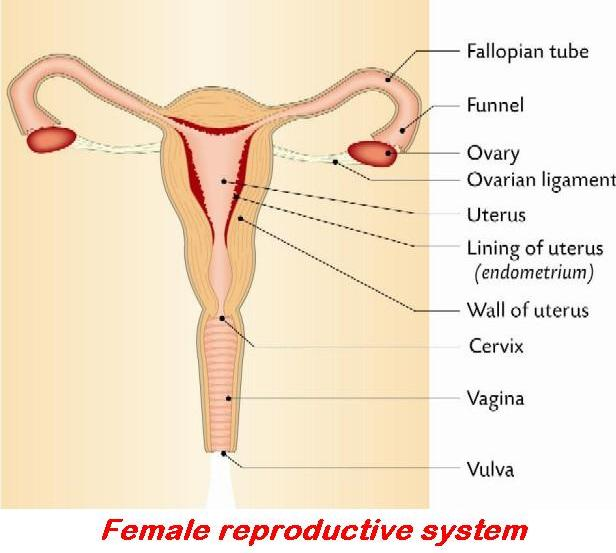 Fallopian tube
Funnel
Ovary
Ovarian ligament
Uterus
Lining of uterus
(endometrium)
Wall of uterus
Cervix
Vagina
Vulva
Female reproductive system